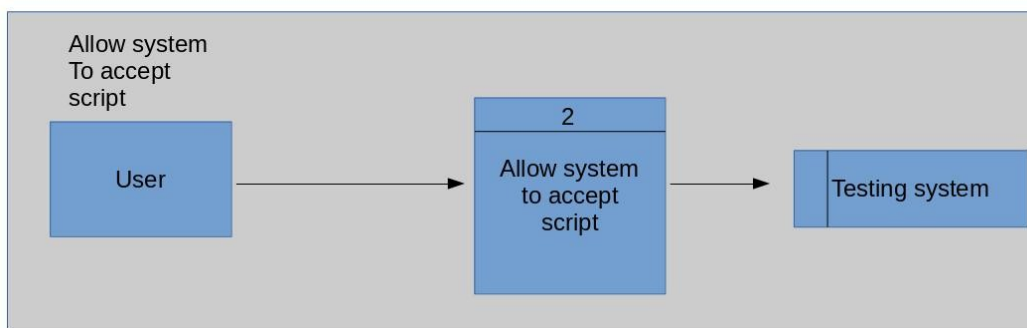 Allow system
To accept
script
User
2
Allow system
to accept
script
Testing system